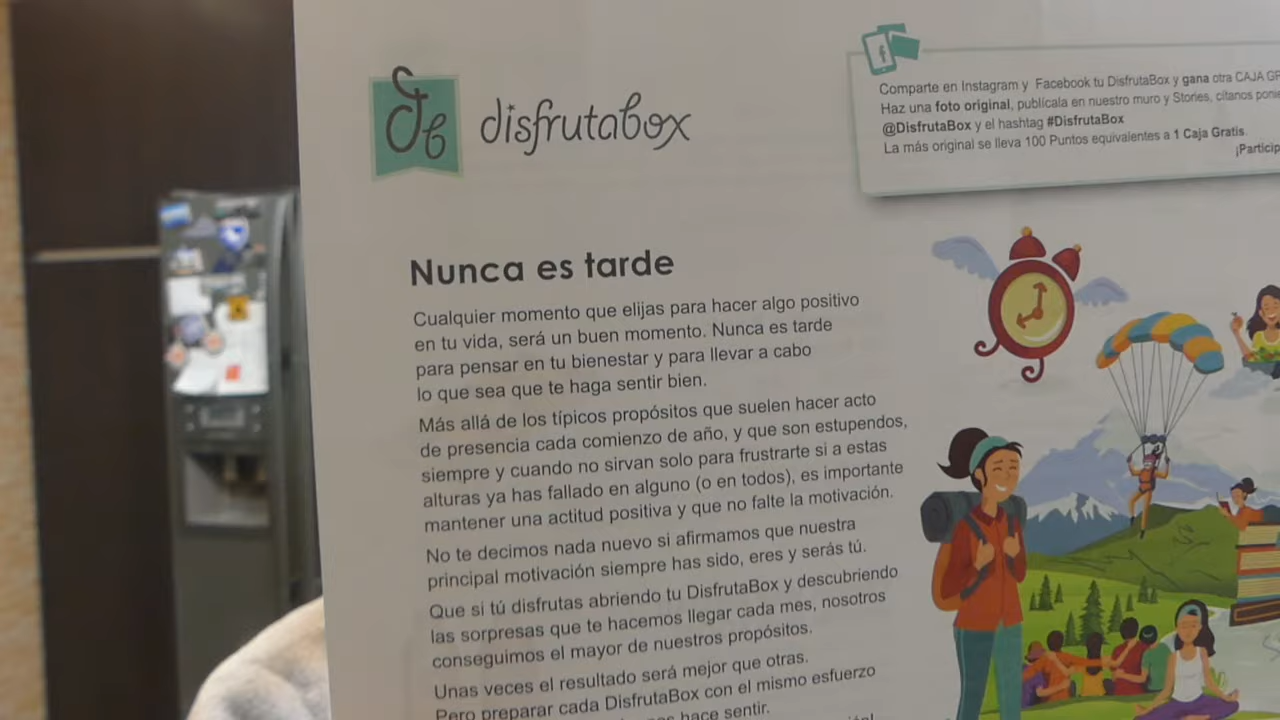 Db
disfrutabox
Comparte en Instagram y Facebook tu DisfrutaBox y gana otra CAJA
Haz una foto original, publícala en nuestro muro y Stories, cítanos
@DisfrutaBox y el hashtag #DisfrutaBox
La más original se lleva 100 Puntos equivalentes a 1 Caja Gratis.
Nunca es tarde
Cualquier momento que elijas para hacer algo positivo
en tu vida, será un buen momento. Nunca es tarde
para pensar en tu bienestar y para llevar a cabo
lo que sea que te haga sentir bien.
Más allá de los típicos propósitos que suelen hacer acto
de presencia cada comienzo de año, y que son estupendos,
siempre y cuando no sirvan solo para frustrarte si a estas
alturas ya has fallado en alguno (o en todos), es importante
mantener una actitud positiva y que no falte la motivación.
No te decimos nada nuevo si afirmamos que nuestra
principal motivación siempre has sido, eres y serás tú.
Que si tú disfrutas abriendo tu DisfrutaBox y descubriendo
las sorpresas que te hacemos llegar cada mes, nosotros
conseguimos el mayor de nuestros propósitos.
Unas veces el resultado será mejor que otras.
Pero preparar cada DisfrutaBox con el mismo esfuerzo
hace sentir.